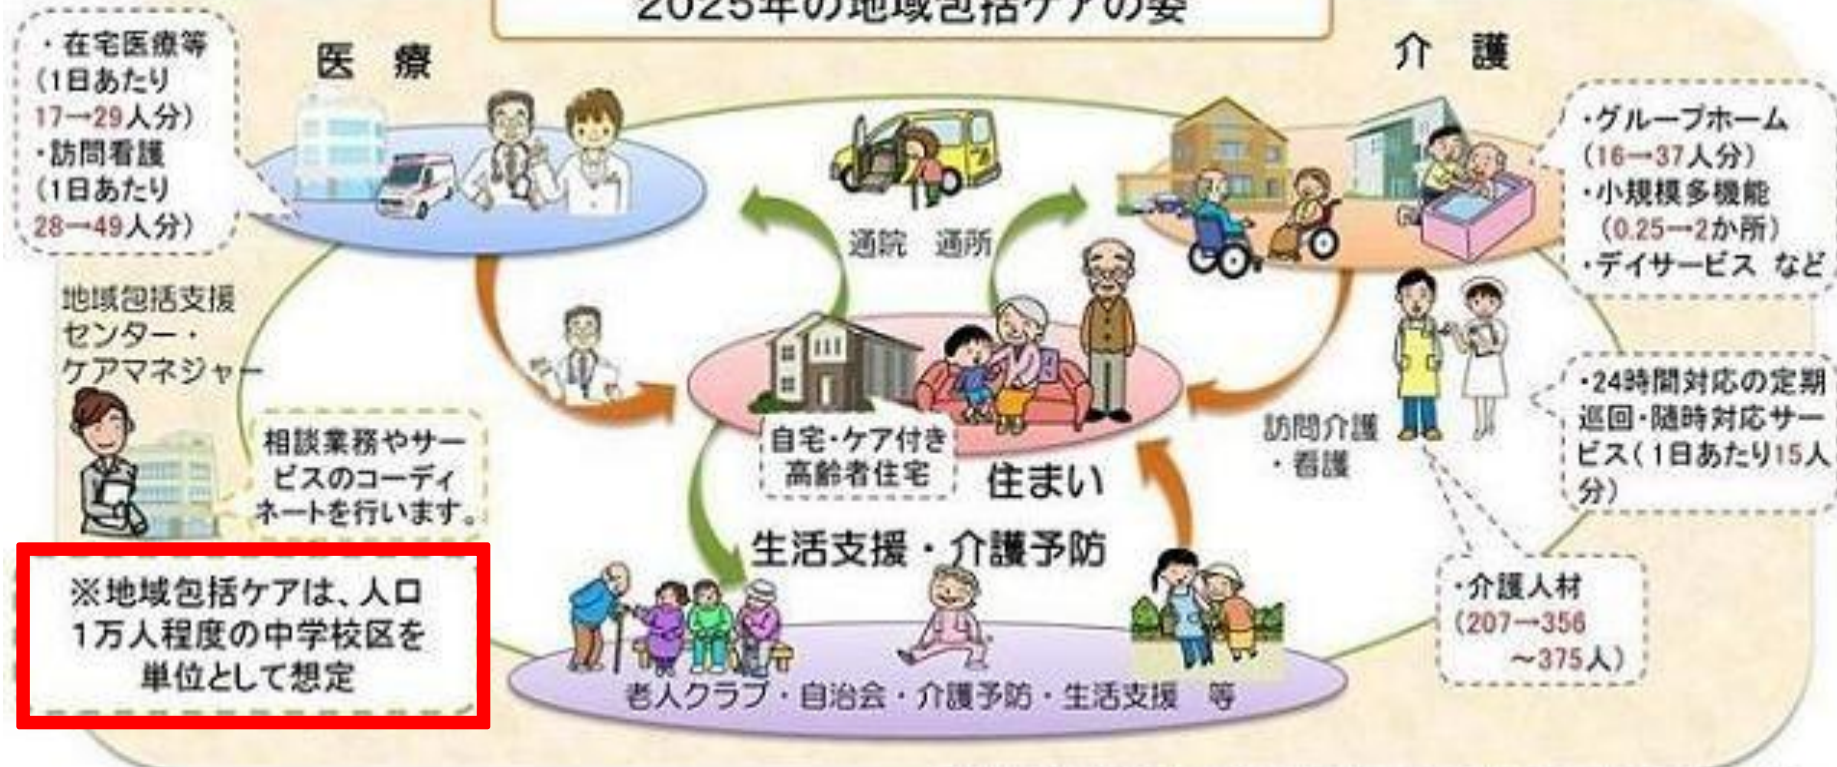 2025年の地域包括ケアの姿
・在宅医療等
(1日あたり
17→29人分)
・訪問看護
(1日あたり
28→49人分)
医 療
介 護
・グループホーム
(16→37人分)
・小規模多機能
(0.25→2か所)
・デイサービス など
通院 通所
地域包括支援
センター・
ケアマネジャー
相談業務やサー
ビスのコーディ
ネートを行います。
自宅・ケア付き
高齢者住宅
住まい
訪問介護
・看護
・24時間対応の定期
巡回・随時対応サー
ビス(1日あたり15人
分)
生活支援・介護予防
・介護人材
(207→356
～375人)
※地域包括ケアは、人口
1万人程度の中学校区を
単位として想定
老人クラブ・自治会・介護予防・生活支援 等